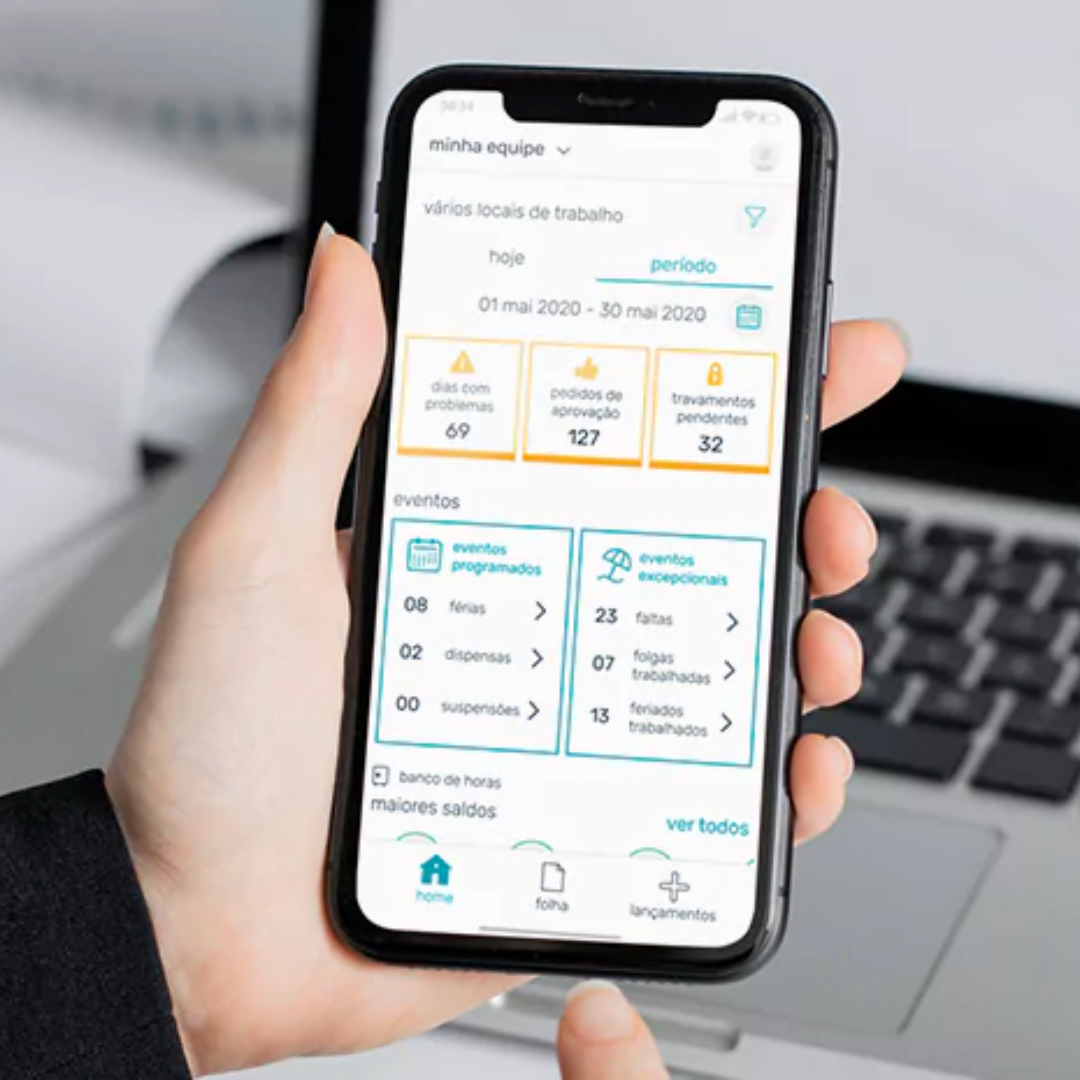 minha equipe
vários locais de trabalho
hoje
período
01 mai 2020 - 30 mai 2020
dias com
problemas
69
pedidos de
aprovação
127
travamentos
pendentes
32
eventos
eventos
programados
08 férias
02 dispensas
00 suspensões
eventos
excepcionais
23 faltas
07 folgas
trabalhadas
13 feriados
trabalhados
banco de horas
maiores saldos
ver todos
home
folha
lançamentos